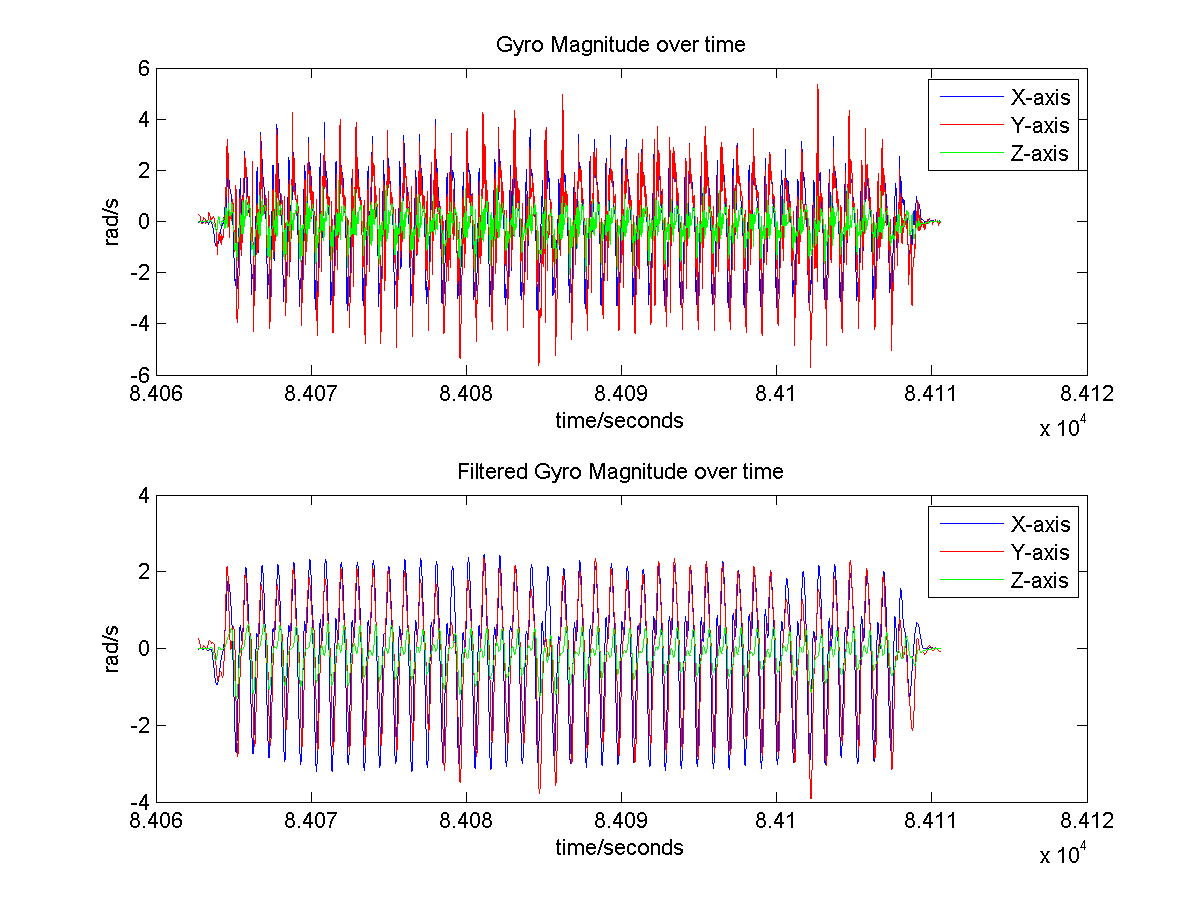 Gyro Magnitude over time
6
4
2
0
-2
-4
-6
rad/s
X-axis
Y-axis
Z-axis
8.406 8.407 8.408 8.409 8.41 8.411 8.412
time/seconds
x 10^4
Filtered Gyro Magnitude over time
4
2
0
-2
-4
rad/s
X-axis
Y-axis
Z-axis
8.406 8.407 8.408 8.409 8.41 8.411 8.412
time/seconds
x 10^4